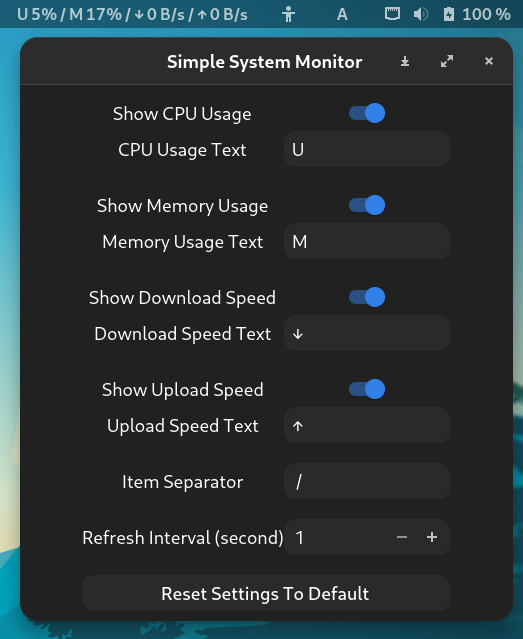 U 5% / M 17% / ↓ 0 B/s / ↑ 0 B/s A 100 %
Simple System Monitor
Show CPU Usage
CPU Usage Text U
Show Memory Usage
Memory Usage Text M
Show Download Speed
Download Speed Text ↓
Show Upload Speed
Upload Speed Text ↑
Item Separator /
Refresh Interval (second) 1 − +
Reset Settings To Default